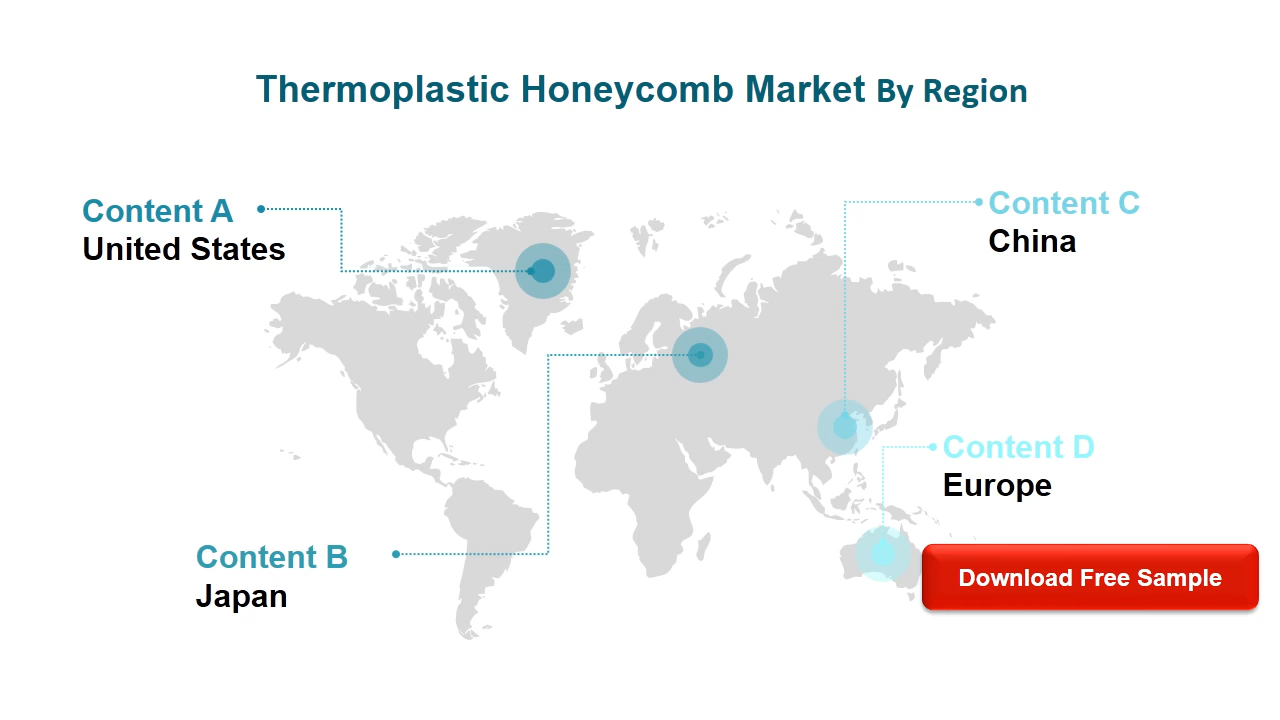 Thermoplastic Honeycomb Market By Region
Content A
United States
Content C
China
Content D
Europe
Content B
Japan
Download Free Sample